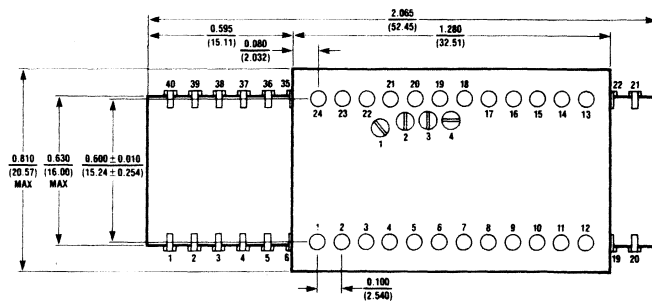 2.065
(52.45)
0.595
(15.11)
1.280
(32.51)
0.080
(2.032)
40 39 38 37 36 35
21 20 19 18
22 21
24 23 22 17 16 15 14 13
1 2 3 4
0.810
(20.57)
MAX
0.630
(16.00)
MAX
0.600 ± 0.010
(15.24 ± 0.254)
1 2 3 4 5 6 7 8 9 10 11 12
1 2 3 4 5 6
19 20
0.100
(2.540)